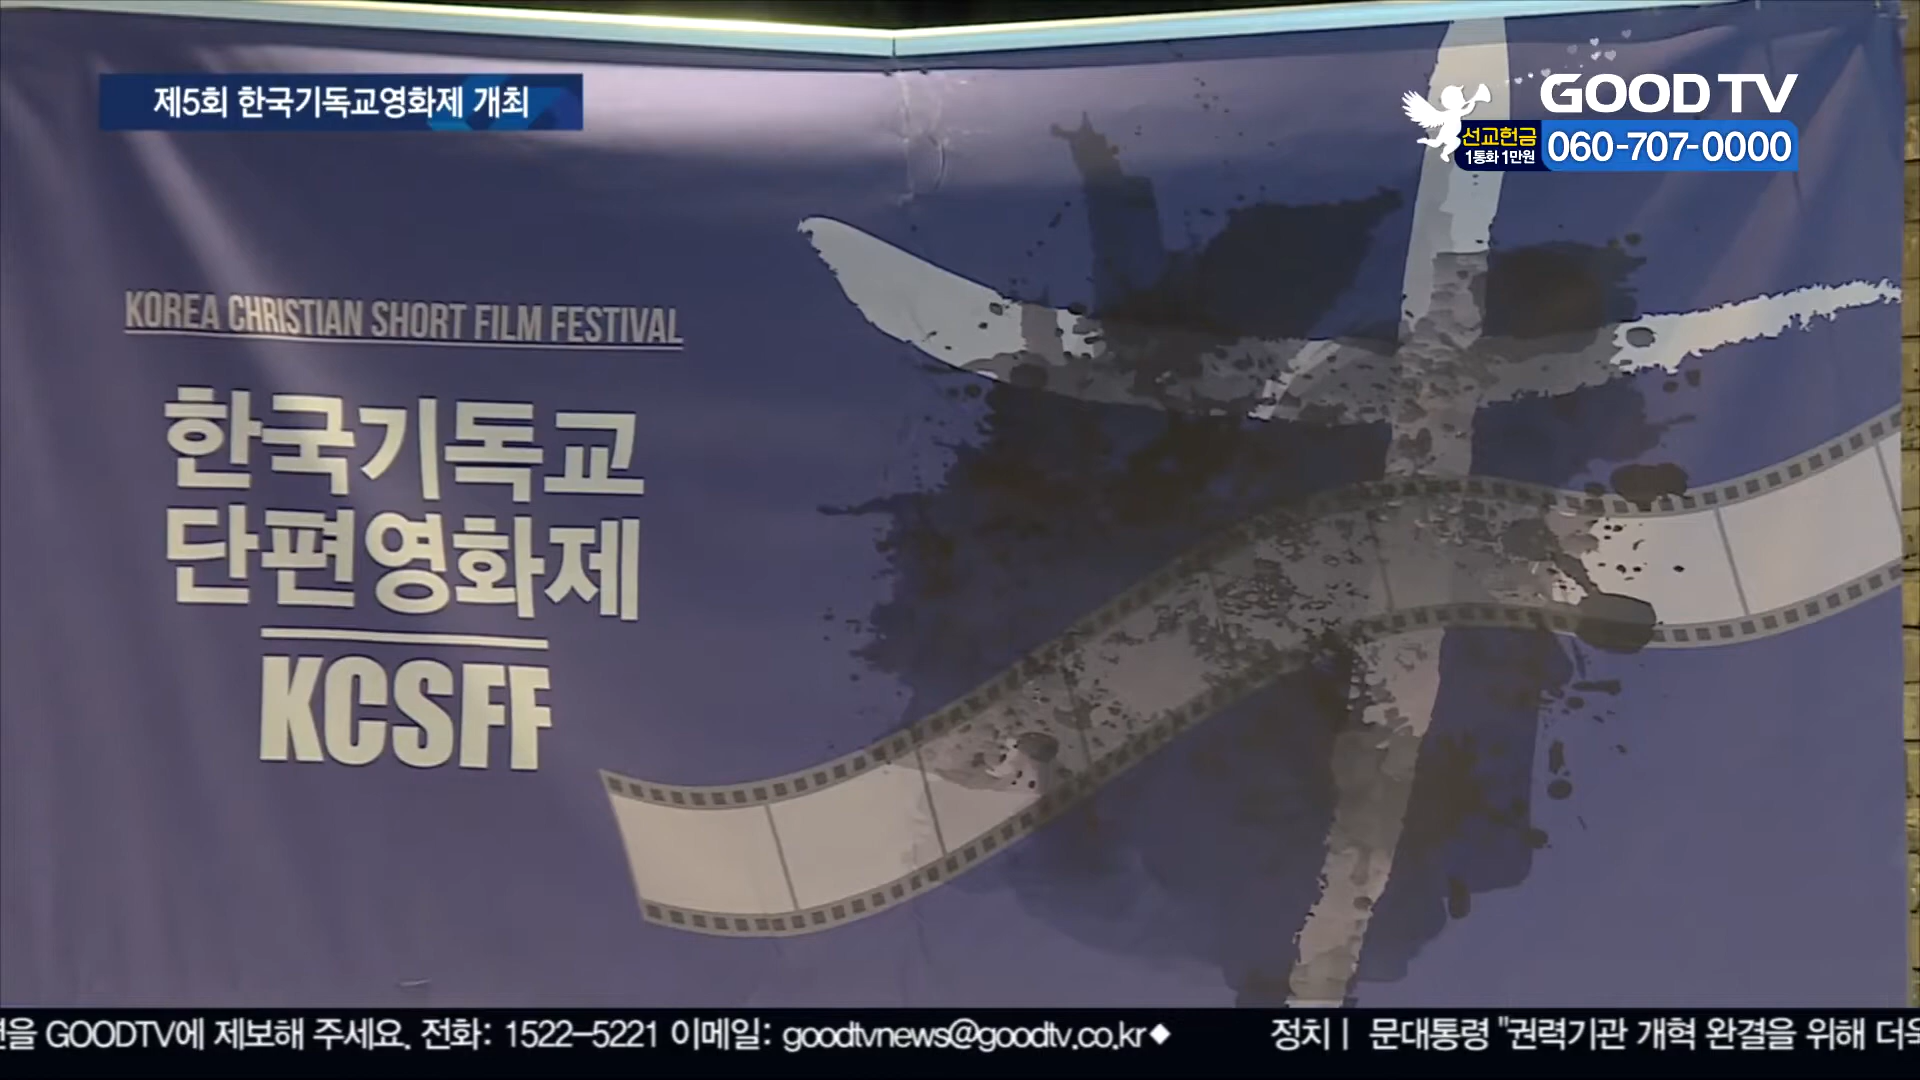 제5회 한국기독교영화제 개최
GOOD TV
선교헌금
1통화 1만원
060-707-0000
KOREA CHRISTIAN SHORT FILM FESTIVAL
한국기독교
단편영화제
KCSFF
GOODTV에 제보해 주세요. 전화: 1522-5221 이메일: goodtvnews@goodtv.co.kr◆ 정치 | 문대통령 "권력기관 개혁 완결을 위해